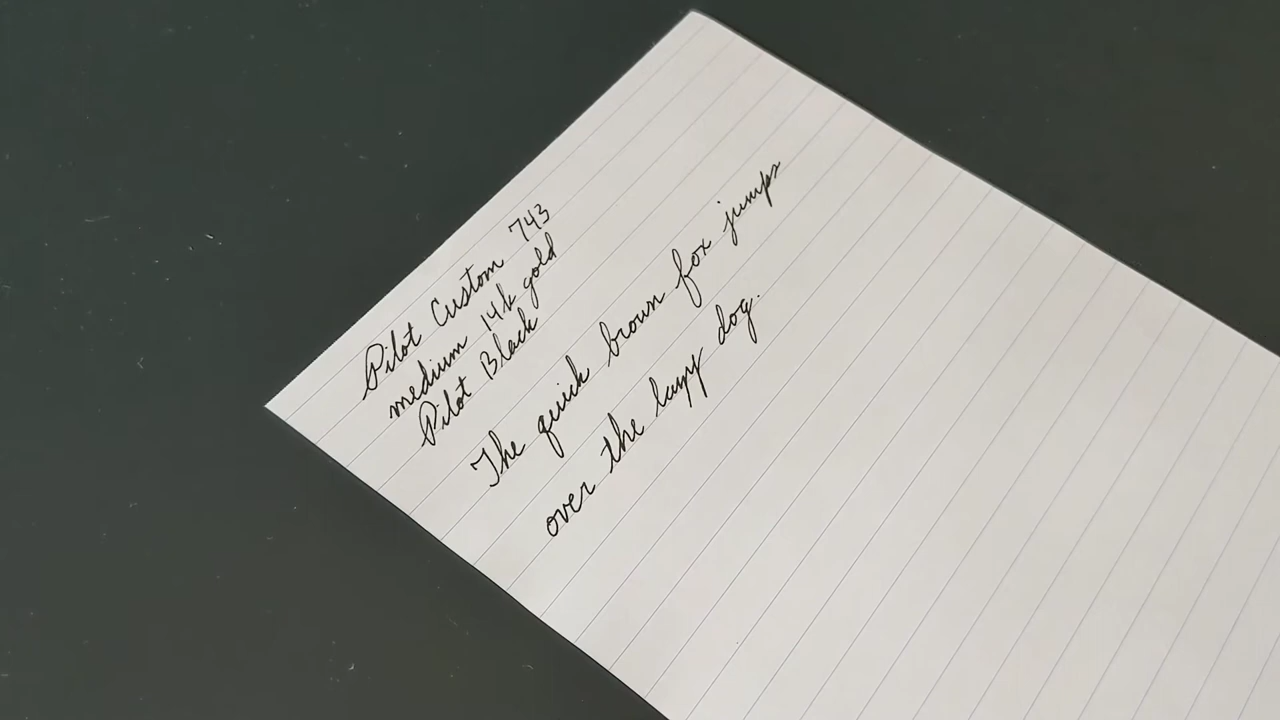 Pilot Custom 743
medium 14k gold
Pilot Black
The quick brown fox jumps
over the lazy dog.